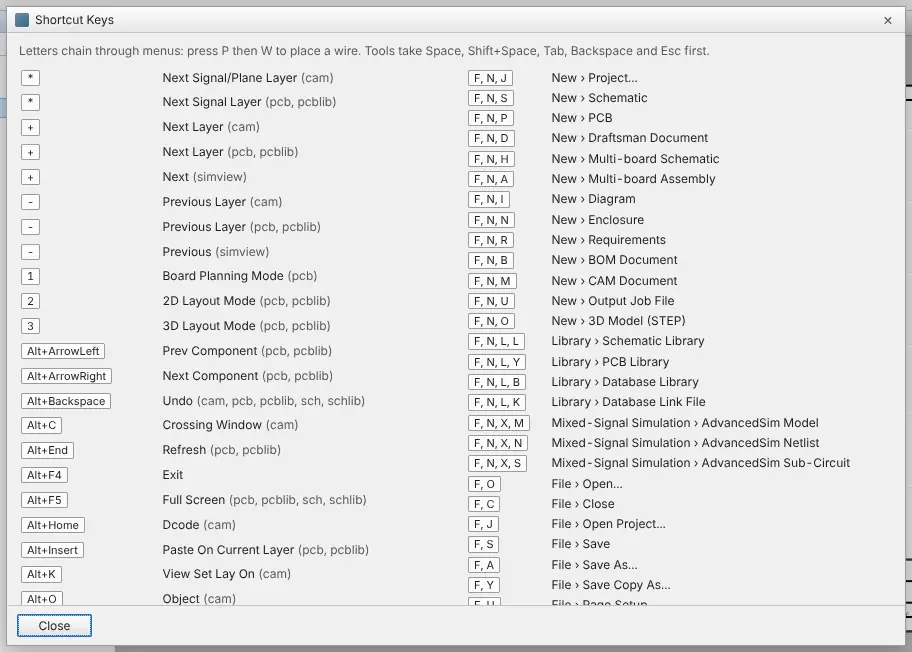 Shortcut Keys
Letters chain through menus: press P then W to place a wire. Tools take Space, Shift+Space, Tab, Backspace and Esc first.
* Next Signal/Plane Layer (cam)
* Next Signal Layer (pcb, pcblib)
+ Next Layer (cam)
+ Next Layer (pcb, pcblib)
+ Next (simview)
- Previous Layer (cam)
- Previous Layer (pcb, pcblib)
- Previous (simview)
1 Board Planning Mode (pcb)
2 2D Layout Mode (pcb, pcblib)
3 3D Layout Mode (pcb, pcblib)
Alt+ArrowLeft Prev Component (pcb, pcblib)
Alt+ArrowRight Next Component (pcb, pcblib)
Alt+Backspace Undo (cam, pcb, pcblib, sch, schlib)
Alt+C Crossing Window (cam)
Alt+End Refresh (pcb, pcblib)
Alt+F4 Exit
Alt+F5 Full Screen (pcb, pcblib, sch, schlib)
Alt+Home Dcode (cam)
Alt+Insert Paste On Current Layer (pcb, pcblib)
Alt+K View Set Lay On (cam)
Alt+O Object (cam)
F, N, J New › Project...
F, N, S New › Schematic
F, N, P New › PCB
F, N, D New › Draftsman Document
F, N, H New › Multi-board Schematic
F, N, A New › Multi-board Assembly
F, N, I New › Diagram
F, N, N New › Enclosure
F, N, R New › Requirements
F, N, B New › BOM Document
F, N, M New › CAM Document
F, N, U New › Output Job File
F, N, O New › 3D Model (STEP)
F, N, L, L Library › Schematic Library
F, N, L, Y Library › PCB Library
F, N, L, B Library › Database Library
F, N, L, K Library › Database Link File
F, N, X, M Mixed-Signal Simulation › AdvancedSim Model
F, N, X, N Mixed-Signal Simulation › AdvancedSim Netlist
F, N, X, S Mixed-Signal Simulation › AdvancedSim Sub-Circuit
F, O File › Open...
F, C File › Close
F, J File › Open Project...
F, S File › Save
F, A File › Save As...
F, Y File › Save Copy As...
F, U File › Page Setup
Close